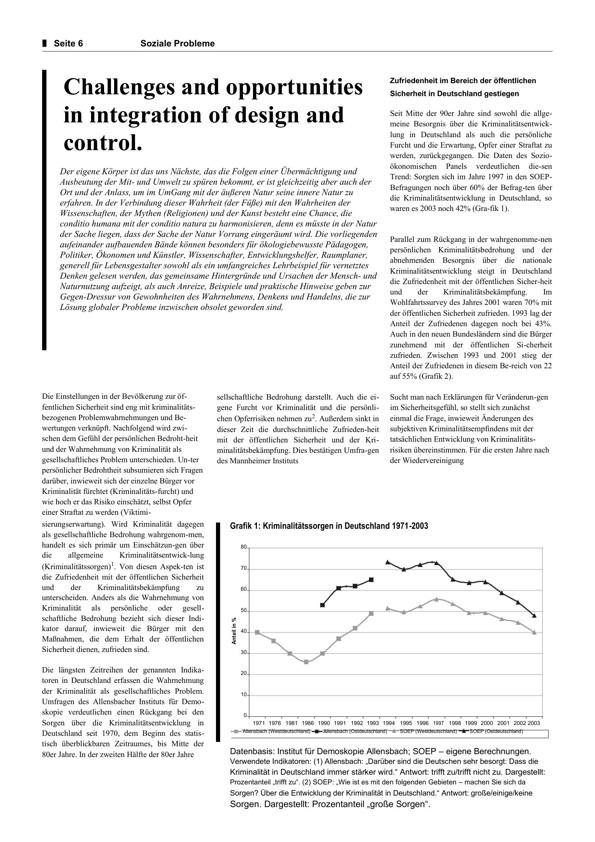 Seite 6 Soziale Probleme
Challenges and opportunities
in integration of design and
control.
Der eigene Körper ist das uns Nächste, das die Folgen einer Übermächtigung und
Ausbeutung der Mit- und Umwelt zu spüren bekommt, er ist gleichzeitig aber auch der
Ort und der Anlass, um im UmGang mit der äußeren Natur seine innere Natur zu
erfahren. In der Verbindung dieser Wahrheit (der Füße) mit den Wahrheiten der
Wissenschaften, der Mythen (Religionen) und der Kunst besteht eine Chance, die
conditio humana mit der conditio natura zu harmonisieren, denn es müsste in der Natur
der Sache liegen, dass der Sache der Natur Vorrang eingeräumt wird. Die vorliegenden
aufeinander aufbauenden Bände können besonders für ökologiebewusste Pädagogen,
Politiker, Ökonomen und Künstler, Wissenschafter, Entwicklungshelfer, Raumplaner,
generell für Lebensgestalter sowohl als ein umfangreiches Lehrbeispiel für vernetztes
Denken gelesen werden, das gemeinsame Hintergründe und Ursachen der Mensch- und
Naturnutzung aufzeigt, als auch Anreize, Beispiele und praktische Hinweise geben zur
Gegen-Dressur von Gewohnheiten des Wahrnehmens, Denkens und Handelns, die zur
Lösung globaler Probleme inzwischen obsolet geworden sind.
Zufriedenheit im Bereich der öffentlichen
Sicherheit in Deutschland gestiegen
Seit Mitte der 90er Jahre sind sowohl die allge-
meine Besorgnis über die Kriminalitätsentwick-
lung in Deutschland als auch die persönliche
Furcht und die Erwartung, Opfer einer Straftat zu
werden, zurückgegangen. Die Daten des Sozio-
ökonomischen Panels verdeutlichen die-sen
Trend: Sorgten sich im Jahre 1997 in den SOEP-
Befragungen noch über 60% der Befrag-ten über
die Kriminalitätsentwicklung in Deutschland, so
waren es 2003 noch 42% (Gra-fik 1).
Parallel zum Rückgang in der wahrgenomme-nen
persönlichen Kriminalitätsbedrohung und der
abnehmenden Besorgnis über die nationale
Kriminalitätsentwicklung steigt in Deutschland
die Zufriedenheit mit der öffentlichen Sicher-heit
und der Kriminalitätsbekämpfung. Im
Wohlfahrtssurvey des Jahres 2001 waren 70% mit
der öffentlichen Sicherheit zufrieden. 1993 lag der
Anteil der Zufriedenen dagegen noch bei 43%.
Auch in den neuen Bundesländern sind die Bürger
zunehmend mit der öffentlichen Si-cherheit
zufrieden. Zwischen 1993 und 2001 stieg der
Anteil der Zufriedenen in diesem Be-reich von 22
auf 55% (Grafik 2).
Die Einstellungen in der Bevölkerung zur öf-
fentlichen Sicherheit sind eng mit kriminalitäts-
bezogenen Problemwahrnehmungen und Be-
wertungen verknüpft. Nachfolgend wird zwi-
schen dem Gefühl der persönlichen Bedroht-heit
und der Wahrnehmung von Kriminalität als
gesellschaftliches Problem unterschieden. Un-ter
persönlicher Bedrohtheit subsumieren sich Fragen
darüber, inwieweit sich der einzelne Bürger vor
Kriminalität fürchtet (Kriminalitäts-furcht) und
wie hoch er das Risiko einschätzt, selbst Opfer
einer Straftat zu werden (Viktimi-
sierungserwartung). Wird Kriminalität dagegen
als gesellschaftliche Bedrohung wahrgenom-men,
handelt es sich primär um Einschätzun-gen über
die allgemeine Kriminalitätsentwick-lung
(Kriminalitätssorgen)1. Von diesen Aspek-ten ist
die Zufriedenheit mit der öffentlichen Sicherheit
und der Kriminalitätsbekämpfung zu
unterscheiden. Anders als die Wahrnehmung von
Kriminalität als persönliche oder gesell-
schaftliche Bedrohung bezieht sich dieser Indi-
kator darauf, inwieweit die Bürger mit den
Maßnahmen, die dem Erhalt der öffentlichen
Sicherheit dienen, zufrieden sind.
Die längsten Zeitreihen der genannten Indika-
toren in Deutschland erfassen die Wahrnehmung
der Kriminalität als gesellschaftliches Problem.
Umfragen des Allensbacher Instituts für Demo-
skopie verdeutlichen einen Rückgang bei den
Sorgen über die Kriminalitätsentwicklung in
Deutschland seit 1970, dem Beginn des statis-
tisch überblickbaren Zeitraumes, bis Mitte der
80er Jahre. In der zweiten Hälfte der 80er Jahre
sellschaftliche Bedrohung darstellt. Auch die ei-
gene Furcht vor Kriminalität und die persönli-
chen Opferrisiken nehmen zu2. Außerdem sinkt in
dieser Zeit die durchschnittliche Zufrieden-heit
mit der öffentlichen Sicherheit und der Kri-
minalitätsbekämpfung. Dies bestätigen Umfra-gen
des Mannheimer Instituts
Sucht man nach Erklärungen für Veränderun-gen
im Sicherheitsgefühl, so stellt sich zunächst
einmal die Frage, inwieweit Änderungen des
subjektiven Kriminalitätsempfindens mit der
tatsächlichen Entwicklung von Kriminalitäts-
risiken übereinstimmen. Für die ersten Jahre nach
der Wiedervereinigung
Grafik 1: Kriminalitätssorgen in Deutschland 1971-2003
Anteil in %
80
70
60
50
40
30
20
10
0
1971 1976 1981 1986 1990 1990 1991 1992 1993 1994 1995 1996 1997 1998 1999 2000 2001 2002 2003
Allensbach (Westdeutschland) Allensbach (Ostdeutschland) SOEP (Westdeutschland) SOEP (Ostdeutschland)
Datenbasis: Institut für Demoskopie Allensbach; SOEP – eigene Berechnungen.
Verwendete Indikatoren: (1) Allensbach: „Darüber sind die Deutschen sehr besorgt: Dass die
Kriminalität in Deutschland immer stärker wird.“ Antwort: trifft zu/trifft nicht zu. Dargestellt:
Prozentanteil „trifft zu“. (2) SOEP: „Wie ist es mit den folgenden Gebieten – machen Sie sich da
Sorgen? Über die Entwicklung der Kriminalität in Deutschland.“ Antwort: große/einige/keine
Sorgen. Dargestellt: Prozentanteil „große Sorgen“.